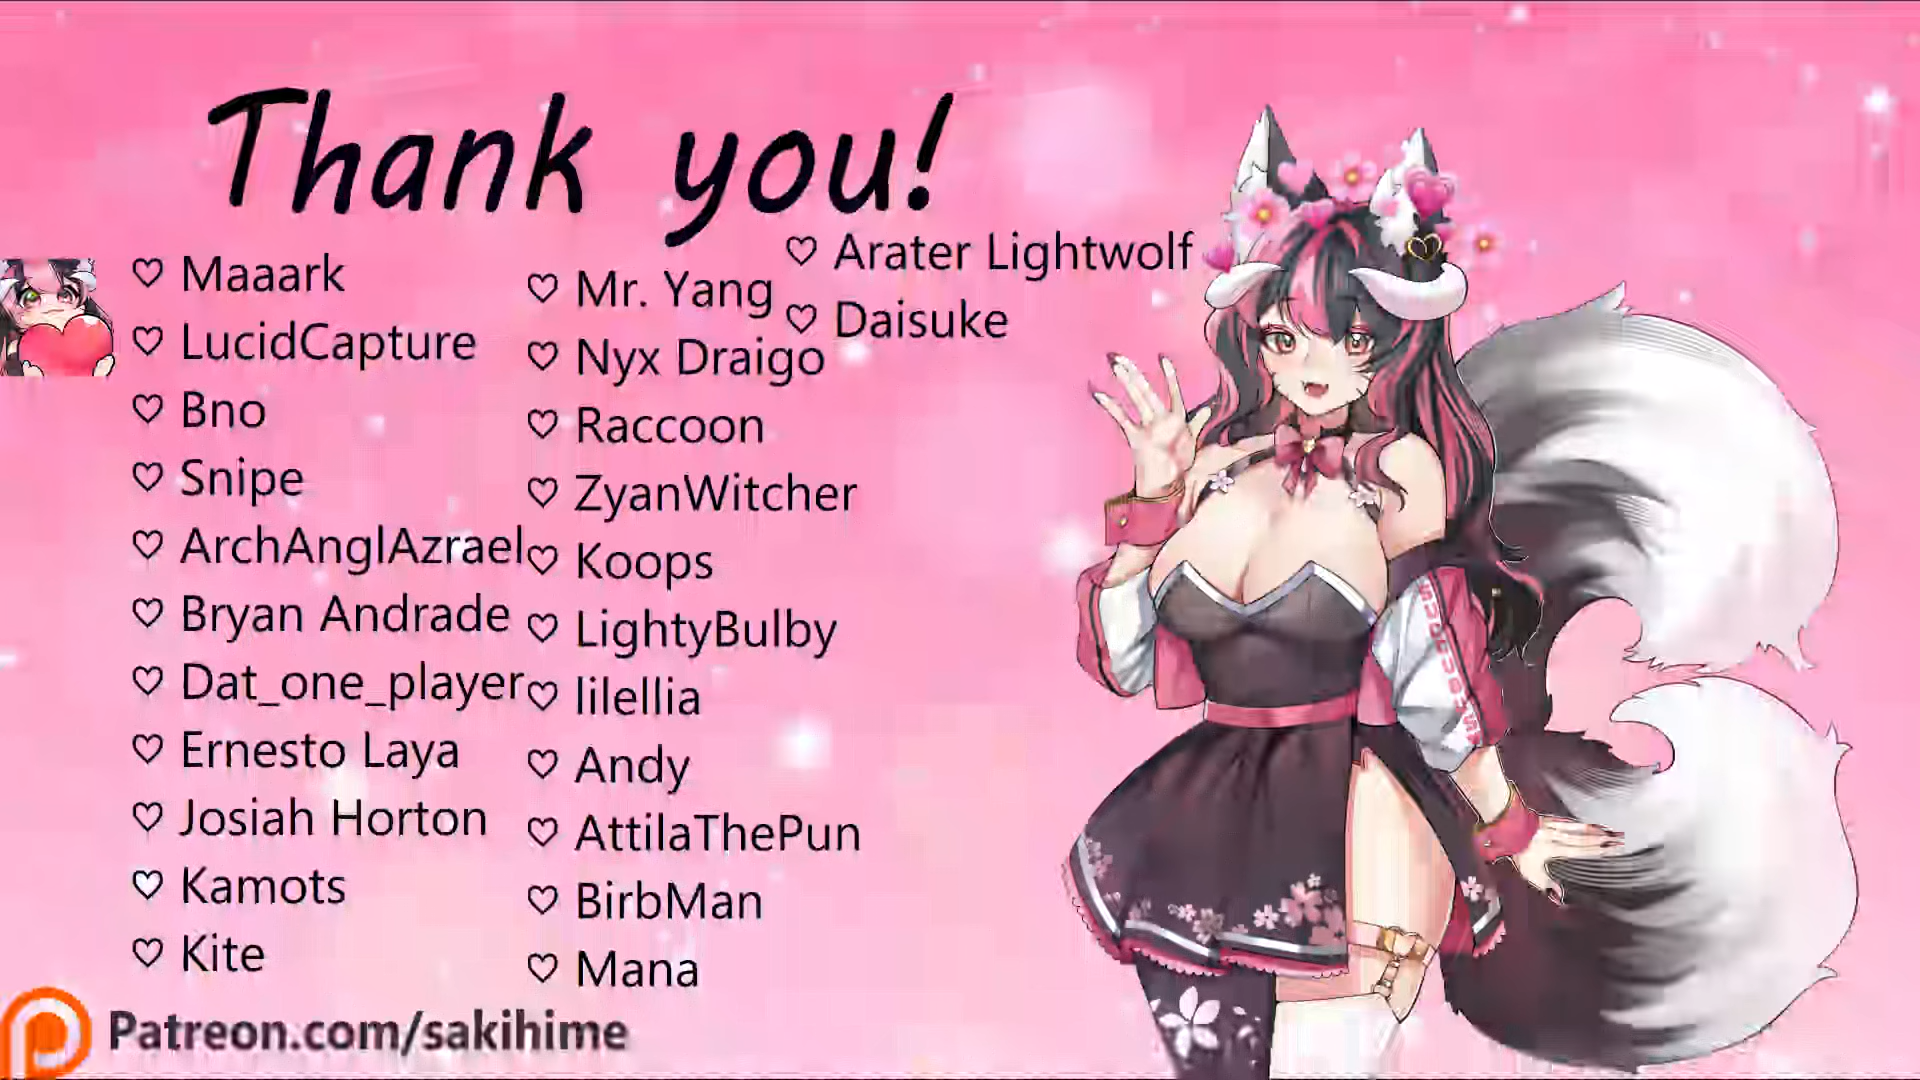 Thank you!
♡ Maaark
♡ LucidCapture
♡ Bno
♡ Snipe
♡ ArchAnglAzrael
♡ Bryan Andrade
♡ Dat_one_player
♡ Ernesto Laya
♡ Josiah Horton
♡ Kamots
♡ Kite
♡ Mr. Yang
♡ Nyx Draigo
♡ Raccoon
♡ ZyanWitcher
♡ Koops
♡ LightyBulby
♡ lilellia
♡ Andy
♡ AttilaThePun
♡ BirbMan
♡ Mana
♡ Arater Lightwolf
♡ Daisuke
Patreon.com/sakihime